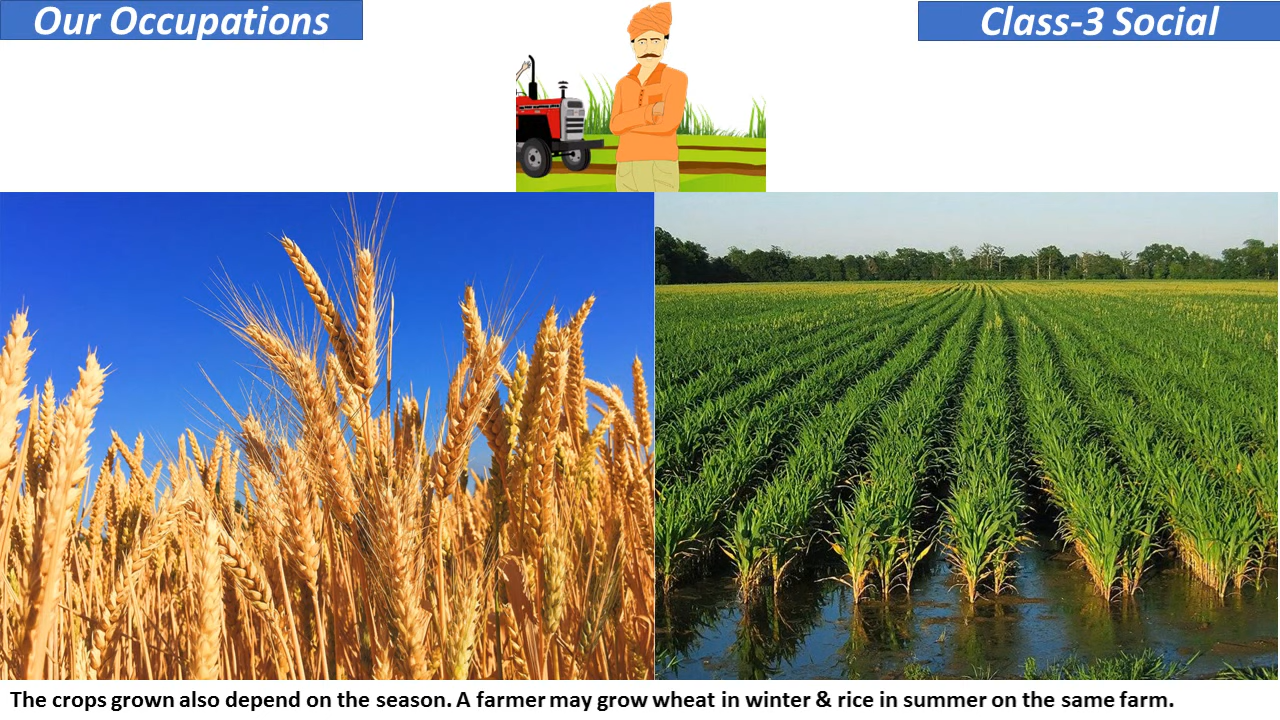 Our Occupations
Class-3 Social
The crops grown also depend on the season. A farmer may grow wheat in winter & rice in summer on the same farm.